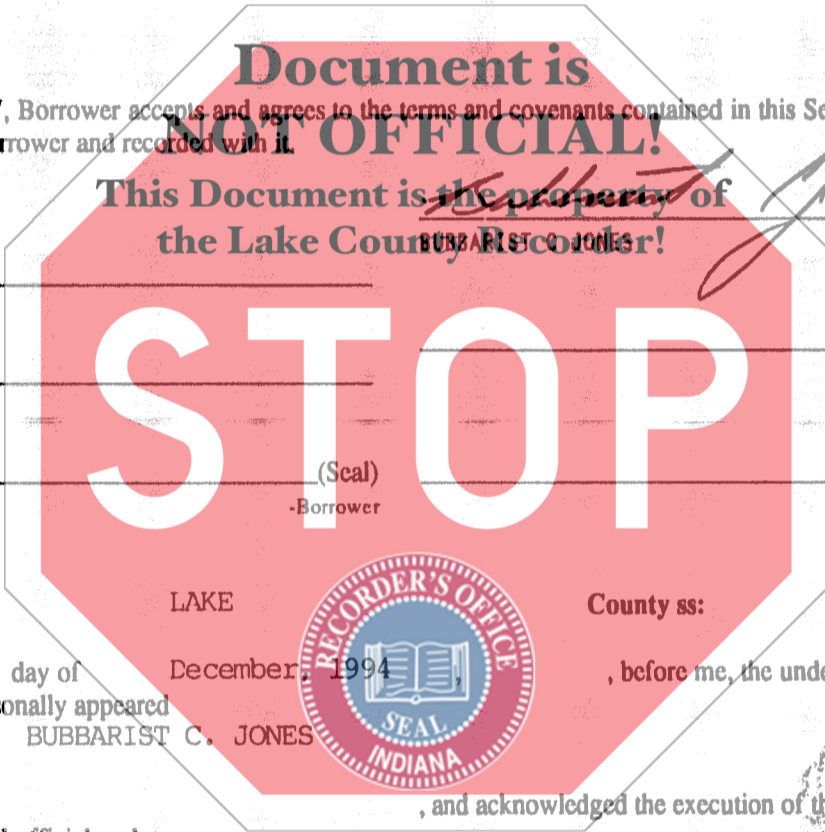 Document is
, Borrower accepts and agrees to the terms and covenants contained in this Se
rrower and recorded with it.
NOT OFFICIAL!
This Document is the property of
the Lake County Recorder!
BUBBARIST C JONES
STOP
(Seal)
-Borrower
LAKE County ss:
day of December, 1994 , , before me, the unde
onally appeared
BUBBARIST C. JONES
RECORDER'S OFFICE
SEAL
INDIANA
, and acknowledged the execution of th